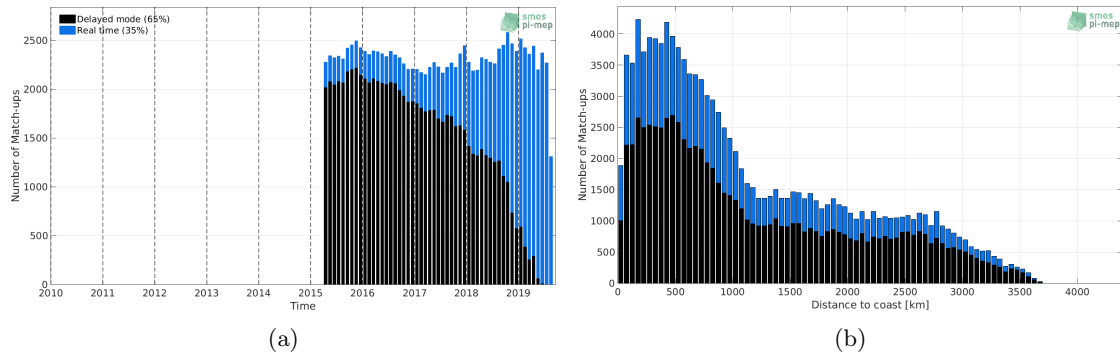 Delayed mode (65%)
Real time (35%)
smos
pi-mep
Number of Match-ups
2500
2000
1500
1000
500
0
2010 2011 2012 2013 2014 2015 2016 2017 2018 2019
Time
(a)
smos
pi-mep
Number of Match-ups
4000
3500
3000
2500
2000
1500
1000
500
0
0 500 1000 1500 2000 2500 3000 3500 4000
Distance to coast [km]
(b)